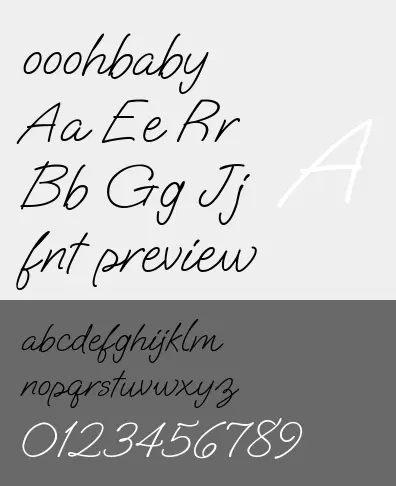 ooohbaby
Aa Ee Rr
A
Bb Gg Jj
fnt preview
abcdefghijklm
nopqrstuvwxyz
0123456789